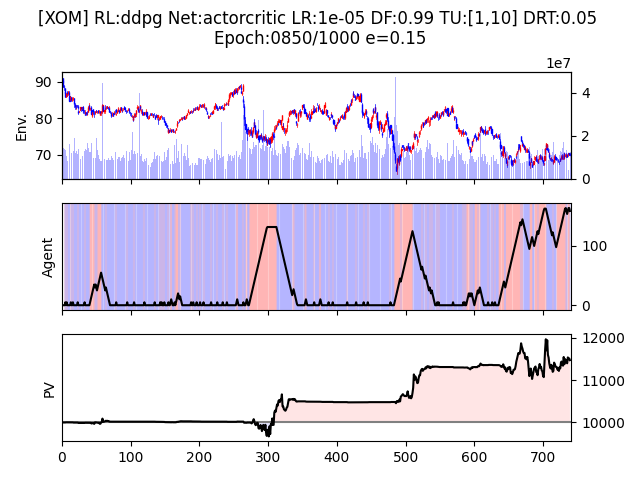 [XOM] RL:ddpg Net:actorcritic LR:1e-05 DF:0.99 TU:[1,10] DRT:0.05
Epoch:0850/1000 e=0.15
1e7
90
80
70
Env.
4
2
0
Agent
100
0
PV
12000
11000
10000
0 100 200 300 400 500 600 700